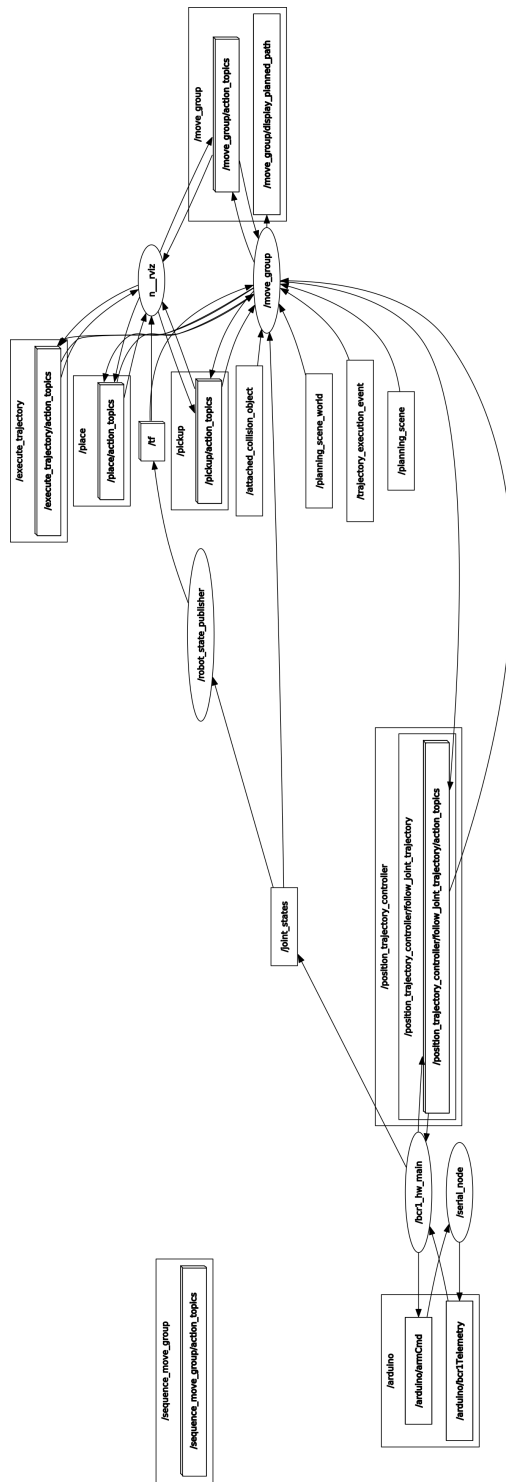 /sequence_move_group
/sequence_move_group/action_topics
/arduino
/arduino/armCmd
/arduino/bcr1Telemetry
/bcr1_hw_main
/serial_node
/position_trajectory_controller
/position_trajectory_controller/follow_joint_trajectory
/position_trajectory_controller/follow_joint_trajectory/action_topics
/joint_states
/robot_state_publisher
/execute_trajectory
/execute_trajectory/action_topics
/place
/place/action_topics
/tf
/pickup
/pickup/action_topics
/attached_collision_object
/planning_scene_world
/trajectory_execution_event
/planning_scene
n__rviz
/move_group
/move_group
/move_group/action_topics
/move_group/display_planned_path